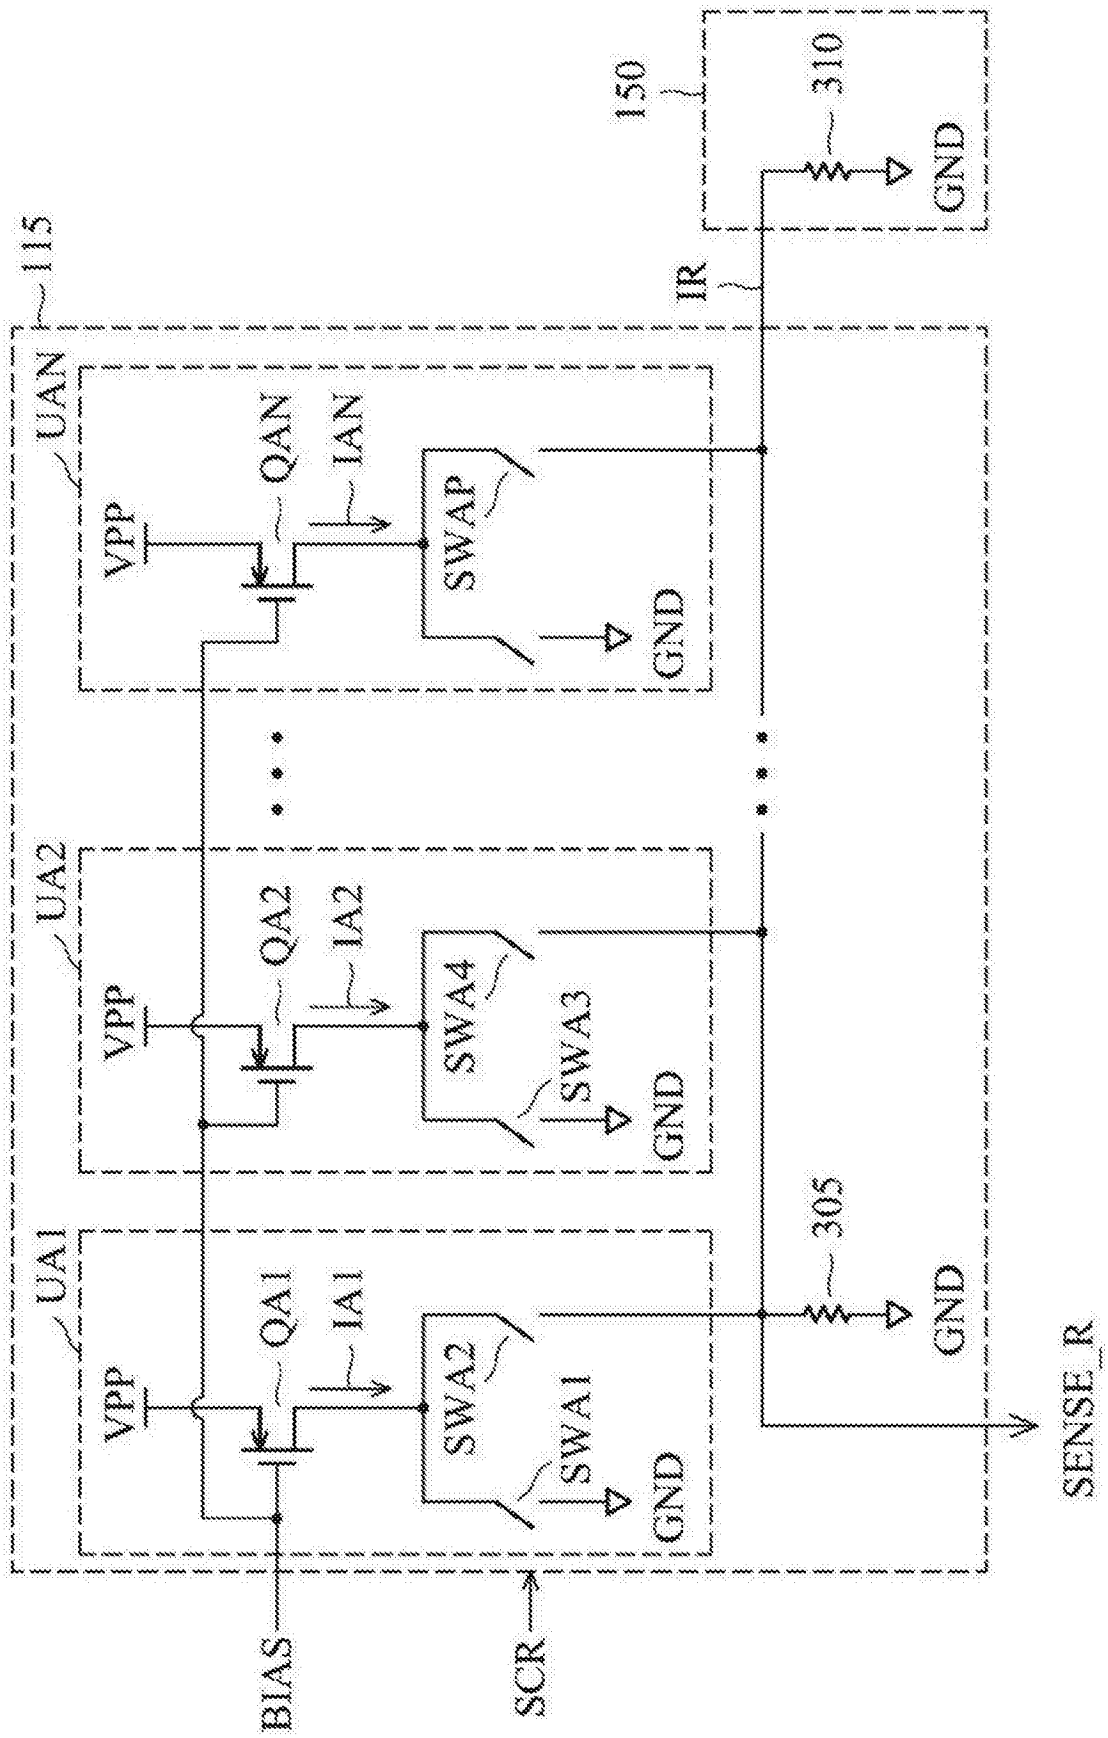 115
UA1
UA2
UAN
VPP
VPP
VPP
BIAS
QA1
QA2
QAN
IA1
IA2
IAN
SWA2
SWA4
SWAP
SCR
SWA1
SWA3
GND
GND
GND
150
IR
305
310
GND
GND
SENSE_R